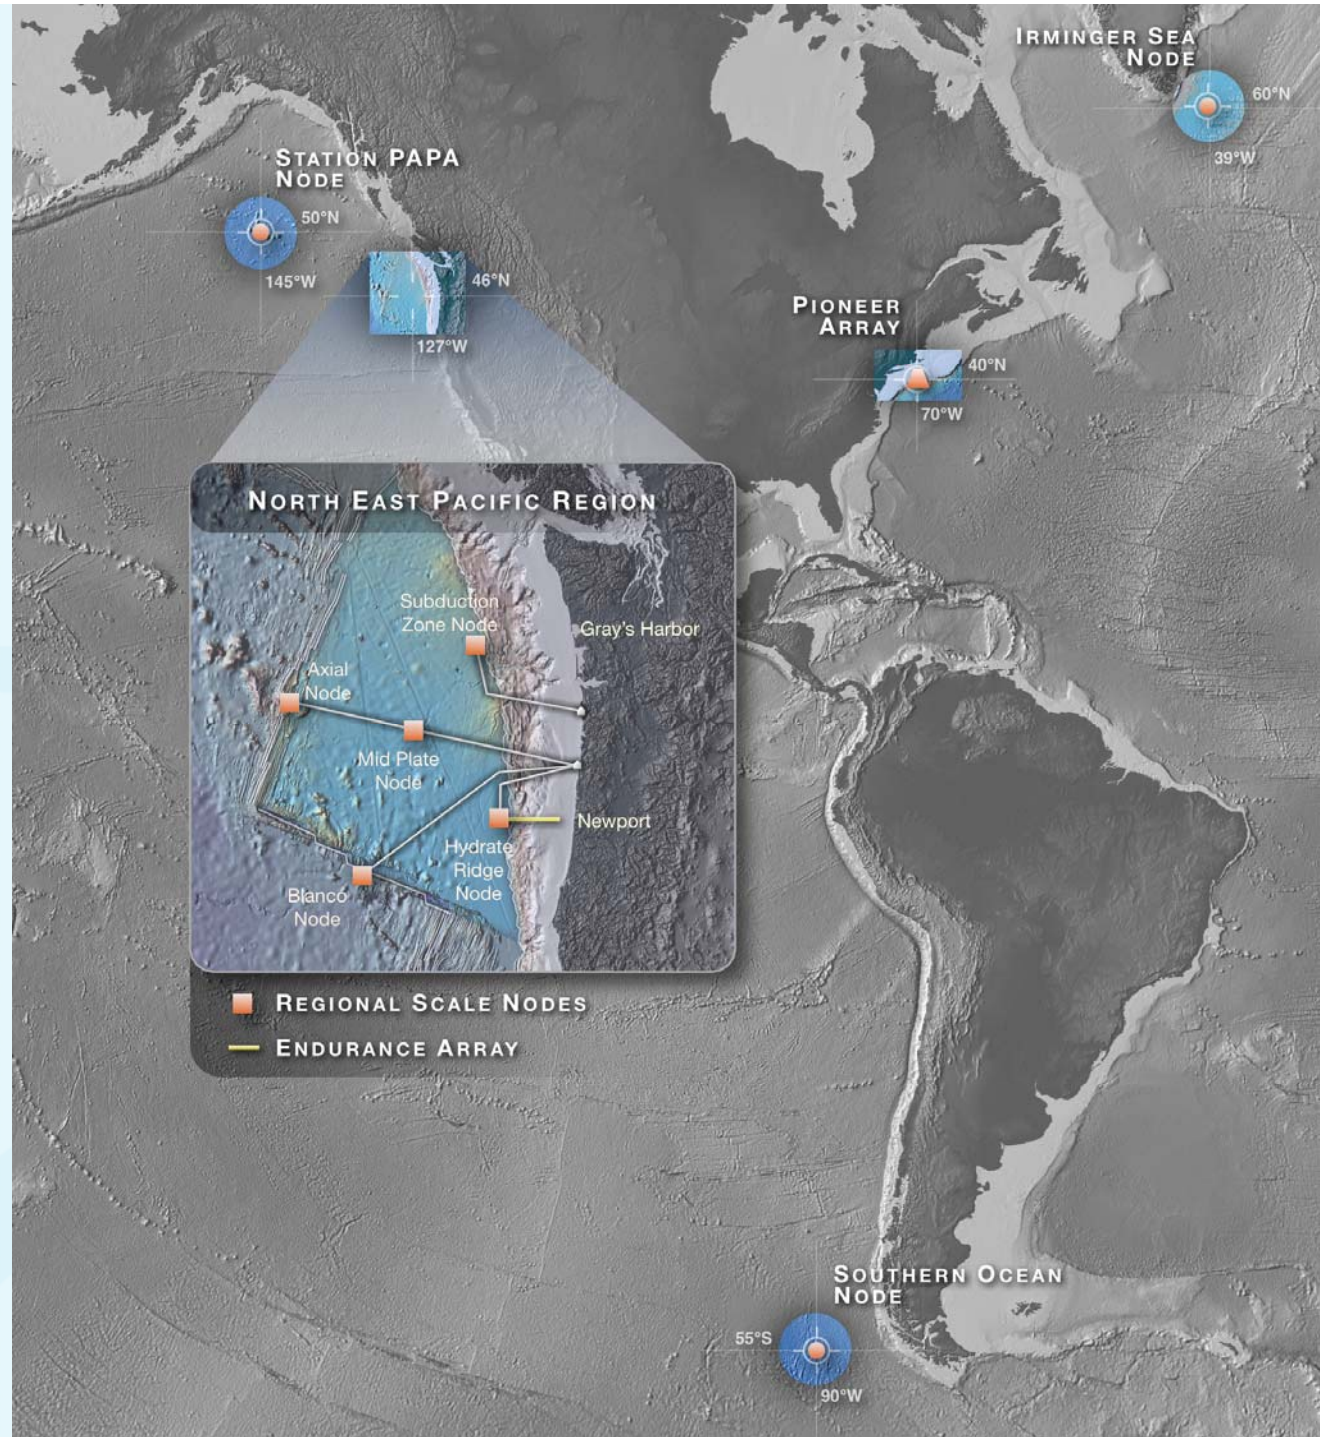 IRMINGER SEA
NODE
60°N
39°W
STATION PAPA
NODE
50°N
145°W
46°N
127°W
PIONEER
ARRAY
40°N
70°W
NORTH EAST PACIFIC REGION
Subduction
Zone Node
Gray's Harbor
Axial
Node
Mid Plate
Node
Newport
Hydrate
Ridge
Node
Blanco
Node
REGIONAL SCALE NODES
ENDURANCE ARRAY
SOUTHERN OCEAN
NODE
55°S
90°W